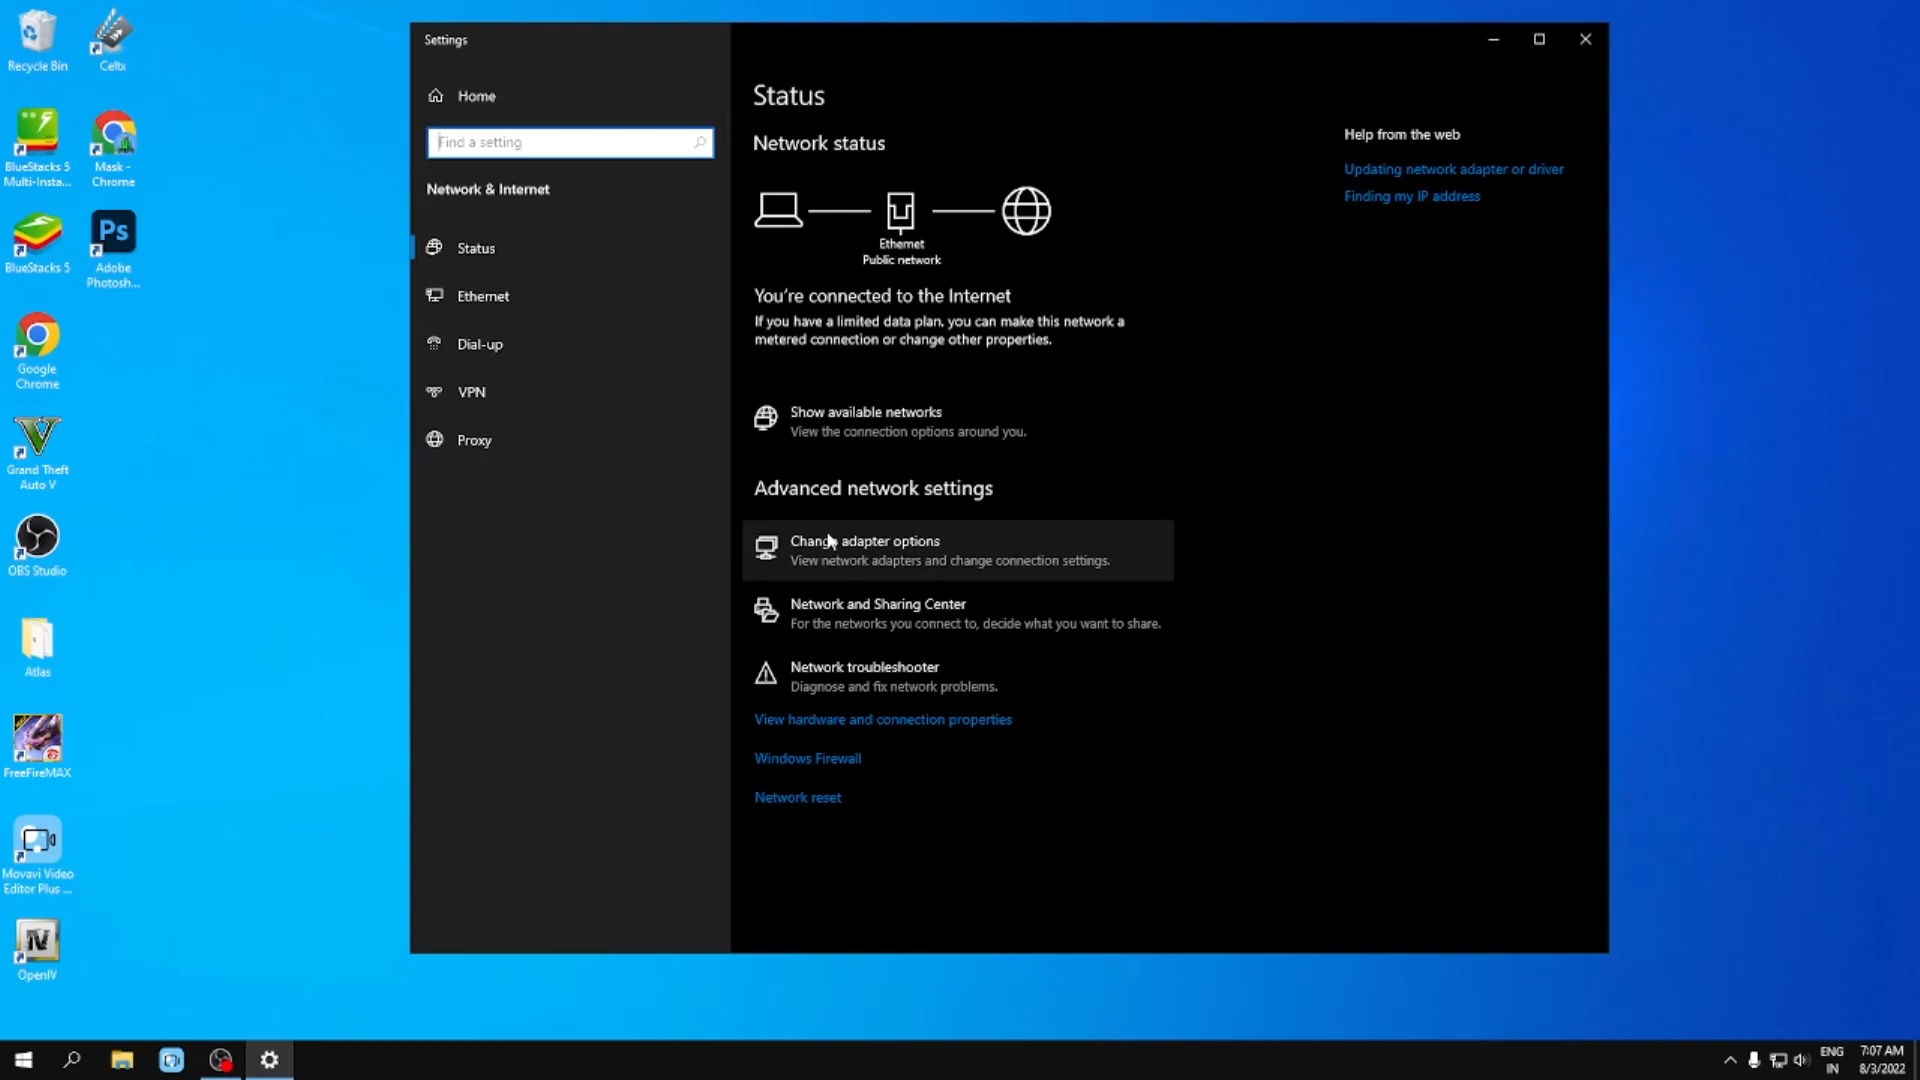 Recycle Bin
Celtx
BlueStacks 5
Multi-Insta...
Mask -
Chrome
BlueStacks 5
Ps
Adobe
Photosh...
Google
Chrome
Grand Theft
Auto V
OBS Studio
Atlas
FreeFireMAX
Movavi Video
Editor Plus ...
IV
OpenIV
Settings
Home
Find a setting
Network & Internet
Status
Ethernet
Dial-up
VPN
Proxy
Status
Network status
Ethernet
Public network
You're connected to the Internet
If you have a limited data plan, you can make this network a
metered connection or change other properties.
Show available networks
View the connection options around you.
Advanced network settings
Change adapter options
View network adapters and change connection settings.
Network and Sharing Center
For the networks you connect to, decide what you want to share.
Network troubleshooter
Diagnose and fix network problems.
View hardware and connection properties
Windows Firewall
Network reset
Help from the web
Updating network adapter or driver
Finding my IP address
ENG
IN
7:07 AM
8/3/2022